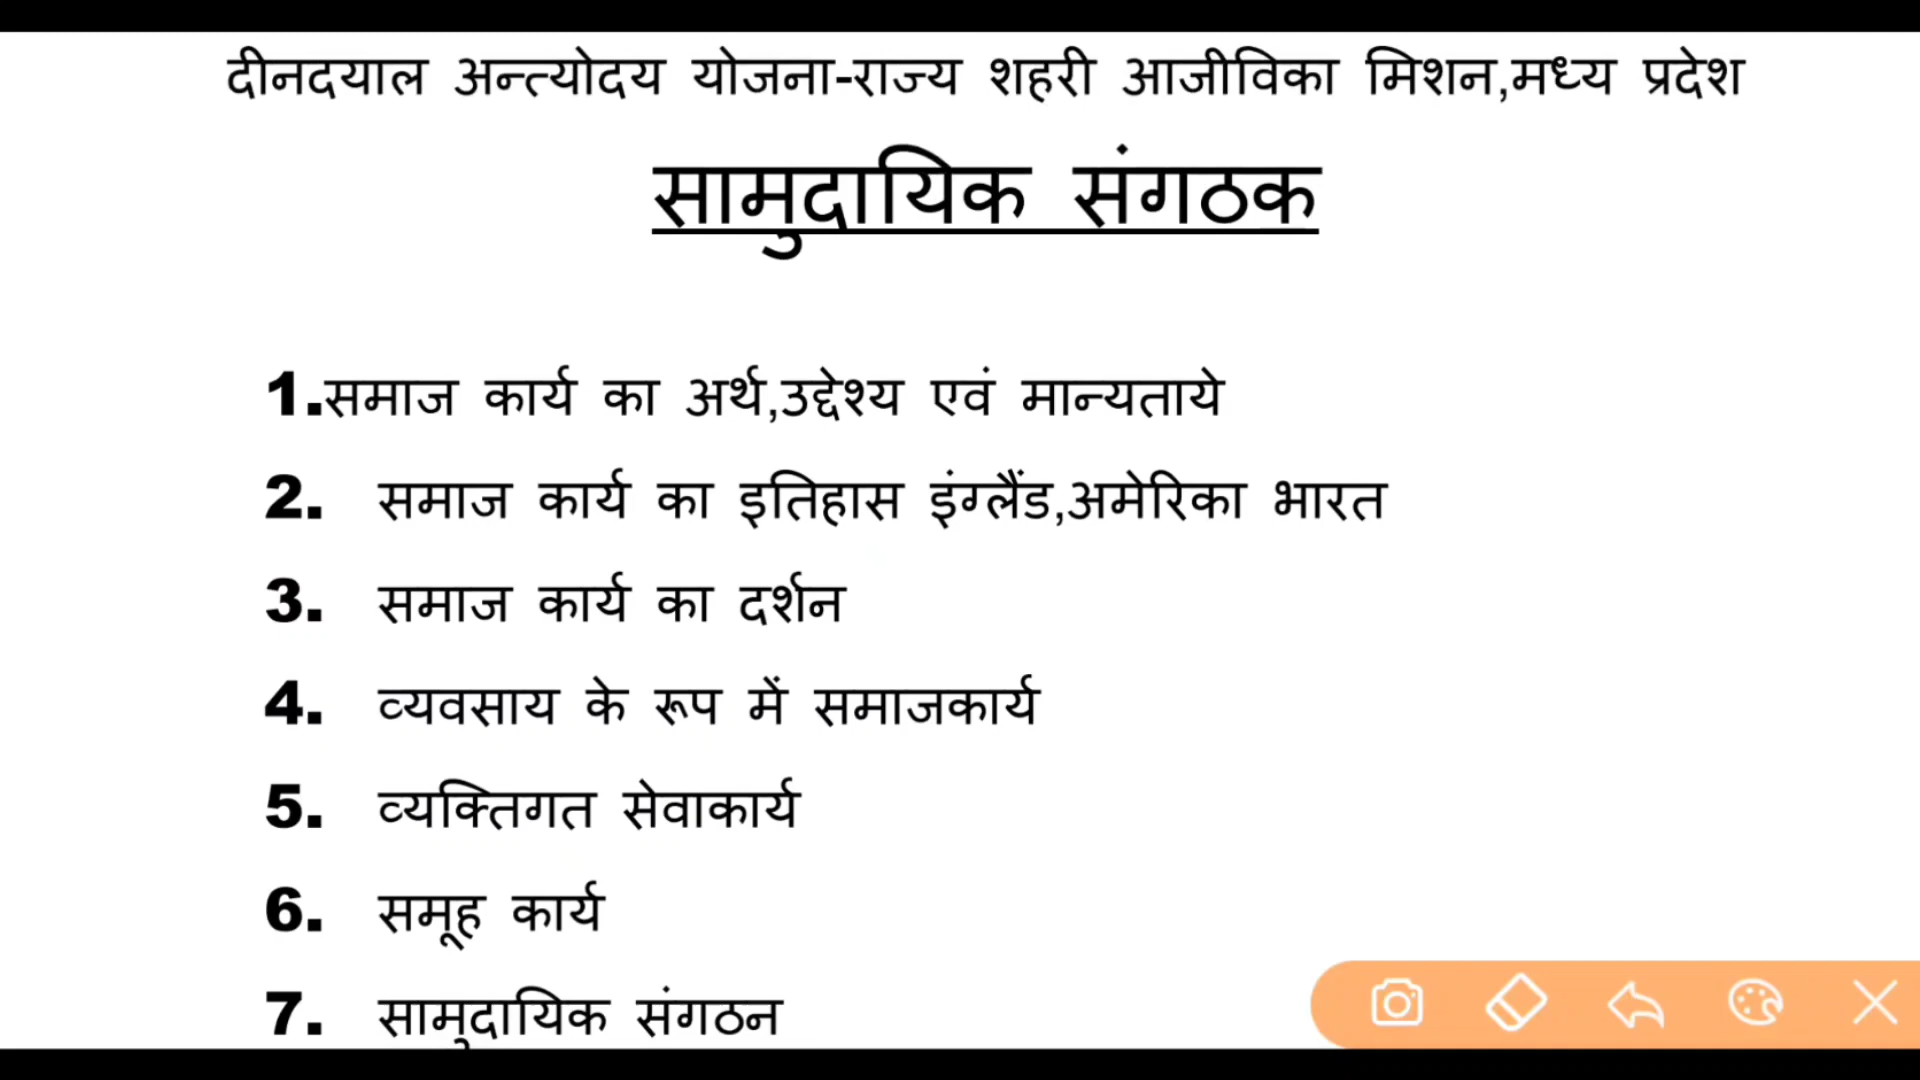 दीनदयाल अन्त्योदय योजना-राज्य शहरी आजीविका मिशन,मध्य प्रदेश
सामुदायिक संगठक
1.समाज कार्य का अर्थ,उद्देश्य एवं मान्यताये
2. समाज कार्य का इतिहास इंग्लैंड,अमेरिका भारत
3. समाज कार्य का दर्शन
4. व्यवसाय के रूप में समाजकार्य
5. व्यक्तिगत सेवाकार्य
6. समूह कार्य
7. सामुदायिक संगठन